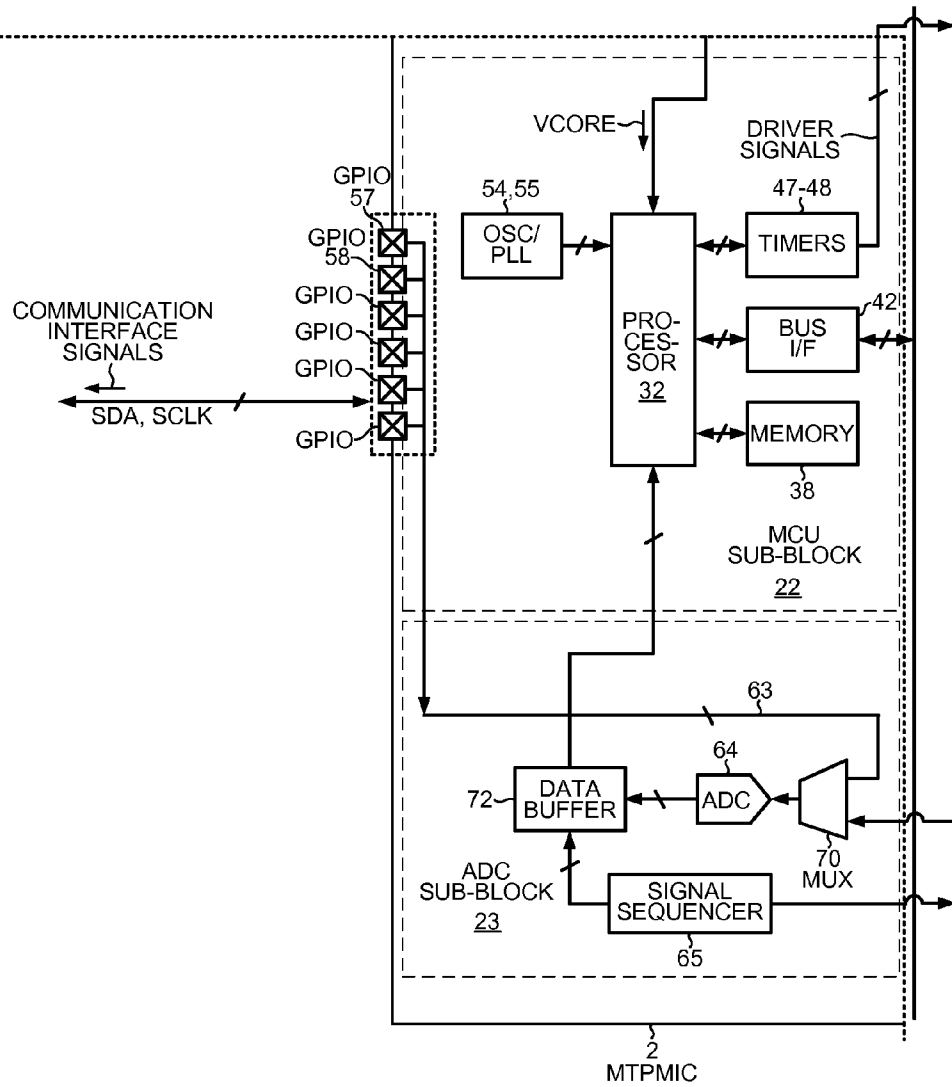 VCORE
DRIVER
SIGNALS
GPIO
57
54,55
47-48
OSC/
PLL
TIMERS
GPIO
58
GPIO
42
COMMUNICATION
INTERFACE
SIGNALS
PRO-
CES-
SOR
32
BUS
I/F
GPIO
GPIO
SDA, SCLK
GPIO
MEMORY
38
MCU
SUB-BLOCK
22
63
64
72
DATA
BUFFER
ADC
70
MUX
ADC
SUB-BLOCK
23
SIGNAL
SEQUENCER
65
2
MTPMIC